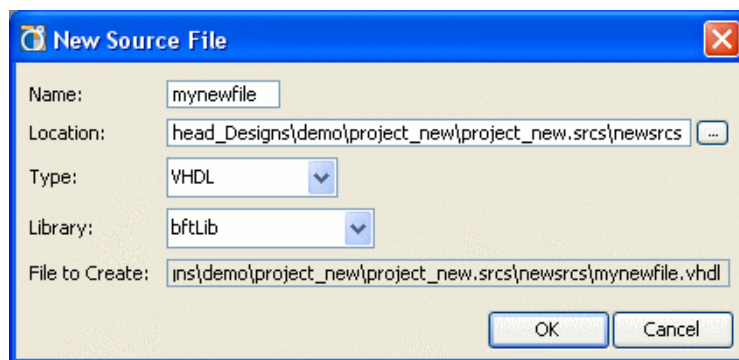 New Source File
Name: mynewfile
Location: head_Designs\demo\project_new\project_new.srcs\newsrcs ...
Type: VHDL
Library: bftLib
File to Create: ns\demo\project_new\project_new.srcs\newsrcs\mynewfile.vhdl
OK Cancel